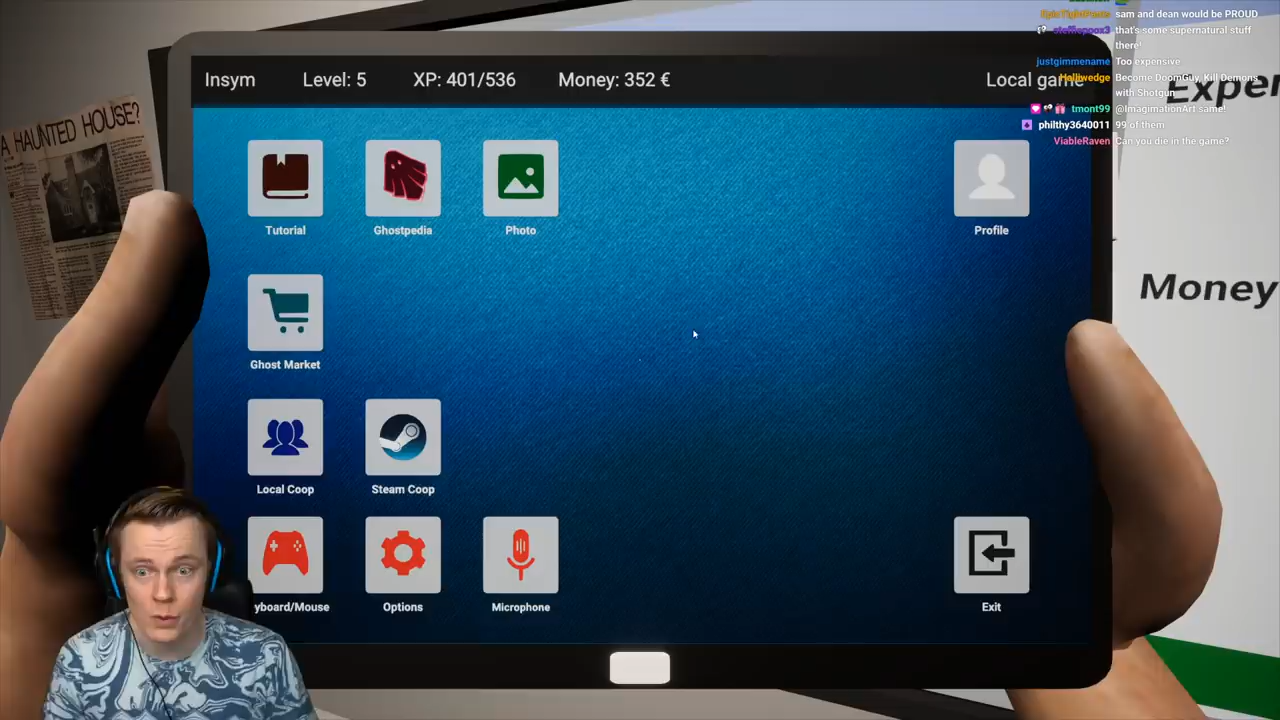 Insym
Level: 5
XP: 401/536
Money: 352 €
Local game
Tutorial
Ghostpedia
Photo
Profile
Ghost Market
Local Coop
Steam Coop
yboard/Mouse
Options
Microphone
Exit
A HAUNTED HOUSE?
Exper
Money
sam and dean would be PROUD
that's some supernatural stuff
there!
justgimmename Too expensive
Halliwedge Become DoomGuy, Kill Demons
with Shotgun
tmont99 @ImaginationArt same!
philthy3640011 99 of them
ViableRaven Can you die in the game?